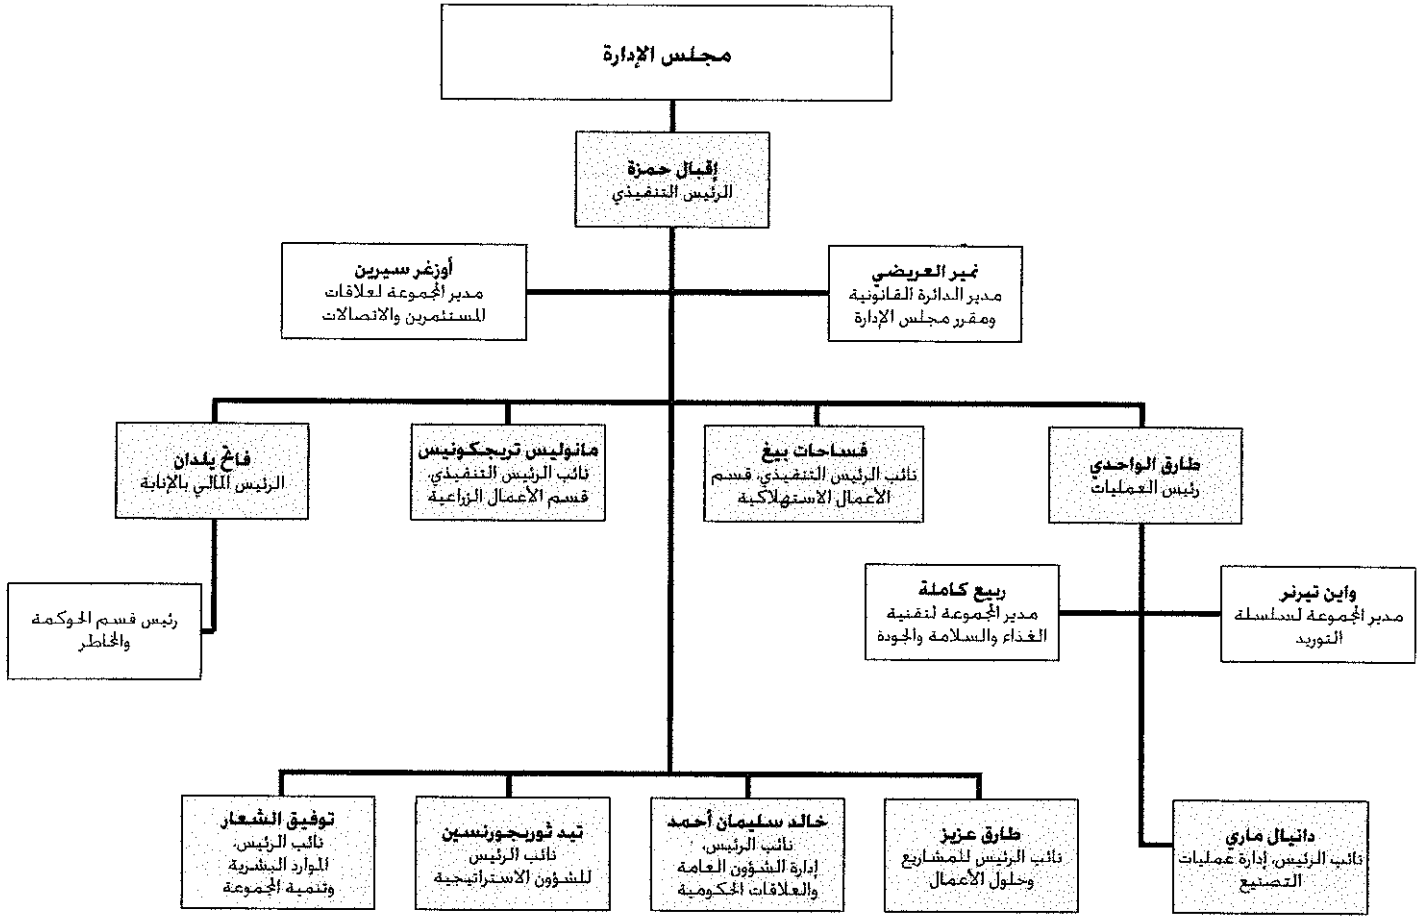 مجلس الإدارة
إقبال حمزة
الرئيس التنفيذي
نمير العريضي
مدير الدائرة القانونية
ومقرر مجلس الإدارة
أوزغر سيرين
مدير المجموعة لعلاقات
المستثمرين والاتصالات
طارق الواحدي
رئيس العمليات
فساحات بيغ
نائب الرئيس التنفيذي، قسم
الأعمال الاستهلاكية
مانوليس تريجكونيس
نائب الرئيس التنفيذي،
قسم الأعمال الزراعية
فاتح يلدان
الرئيس المالي بالإنابة
واين تيرنر
مدير المجموعة لسلسلة
التوريد
ربيع كاملة
مدير المجموعة لتقنية
الغذاء والسلامة والجودة
رئيس قسم الحوكمة
والمخاطر
دانيال ماري
نائب الرئيس، إدارة عمليات
التصنيع
طارق عزيز
نائب الرئيس للمشاريع
وحلول الأعمال
خالد سليمان أحمد
نائب الرئيس،
إدارة الشؤون العامة
والعلاقات الحكومية
تيد ثوريجورنسين
نائب الرئيس
للشؤون الاستراتيجية
توفيق الشعار
نائب الرئيس،
الموارد البشرية
وتنمية المجموعة